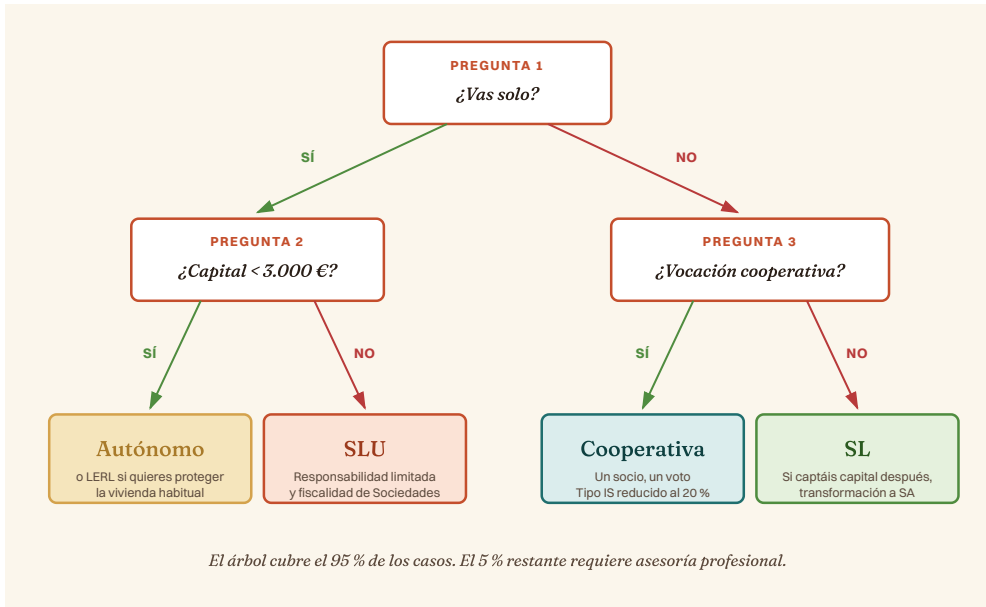 PREGUNTA 1
¿Vas solo?
SÍ
NO
PREGUNTA 2
¿Capital < 3.000 €?
PREGUNTA 3
¿Vocación cooperativa?
SÍ
NO
SÍ
NO
Autónomo
o LERL si quieres proteger
la vivienda habitual
SLU
Responsabilidad limitada
y fiscalidad de Sociedades
Cooperativa
Un socio, un voto
Tipo IS reducido al 20 %
SL
Si captáis capital después,
transformación a SA
El árbol cubre el 95 % de los casos. El 5 % restante requiere asesoría profesional.